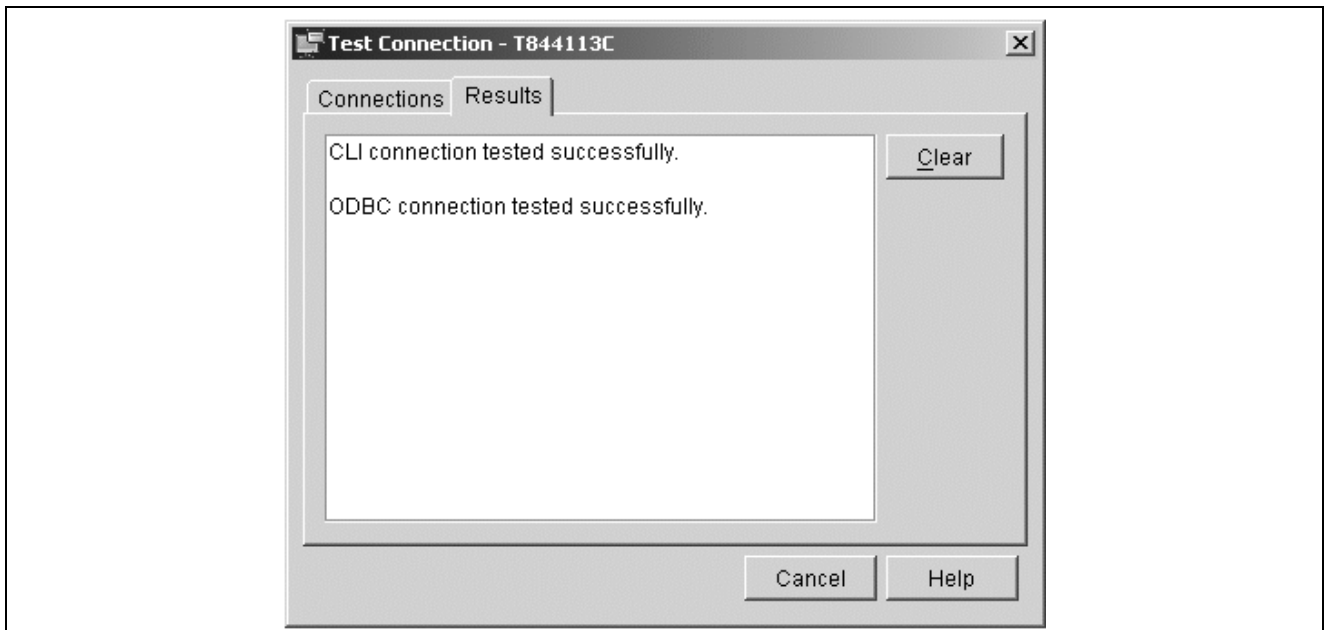 Test Connection - T844113C
Connections Results
CLI connection tested successfully.
Clear
ODBC connection tested successfully.
Cancel Help